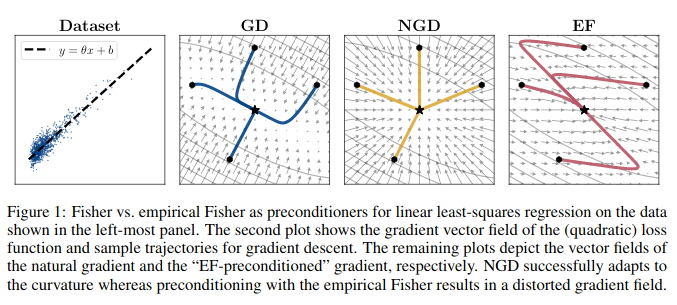 Dataset
GD
NGD
EF
y = θx + b
Figure 1: Fisher vs. empirical Fisher as preconditioners for linear least-squares regression on the data
shown in the left-most panel. The second plot shows the gradient vector field of the (quadratic) loss
function and sample trajectories for gradient descent. The remaining plots depict the vector fields of
the natural gradient and the “EF-preconditioned” gradient, respectively. NGD successfully adapts to
the curvature whereas preconditioning with the empirical Fisher results in a distorted gradient field.